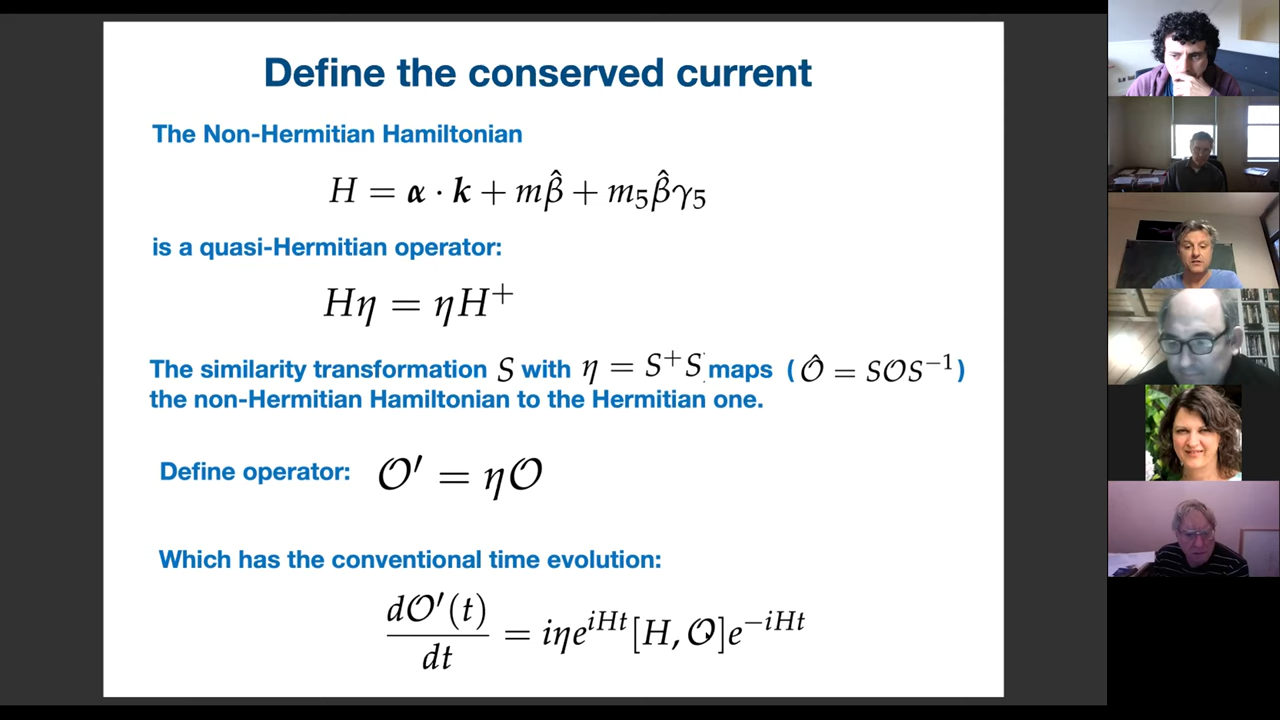 Define the conserved current
The Non-Hermitian Hamiltonian
H = α · k + mβ̂ + m₅β̂γ₅
is a quasi-Hermitian operator:
Hη = ηH⁺
The similarity transformation S with η = S⁺S maps ( Ô = SOS⁻¹ )
the non-Hermitian Hamiltonian to the Hermitian one.
Define operator: O′ = ηO
Which has the conventional time evolution:
dO′(t)/dt = iηe^{iHt}[H, O]e^{−iHt}